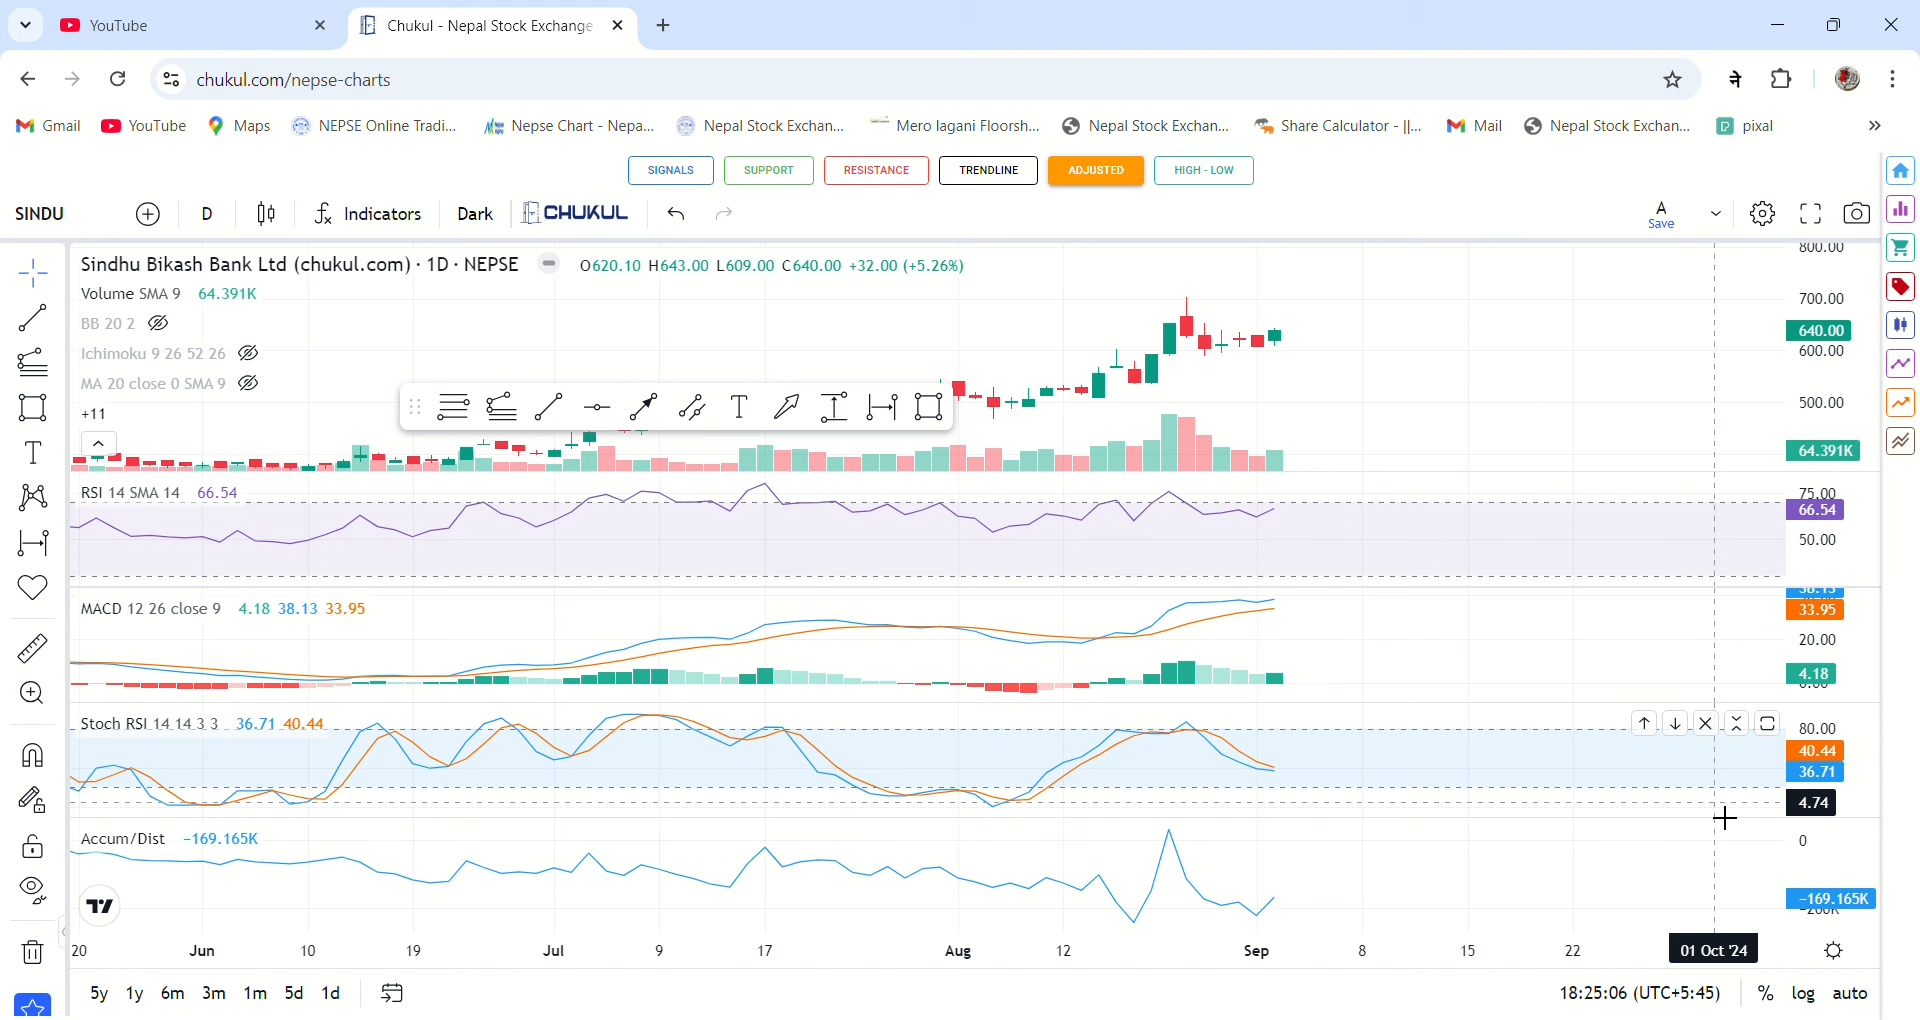 YouTube
Chukul - Nepal Stock Exchange
chukul.com/nepse-charts
ने
Gmail YouTube Maps NEPSE Online Tradi... Nepse Chart - Nepa... Nepal Stock Exchan... Mero lagani Floorsh... Nepal Stock Exchan... Share Calculator - ||... Mail Nepal Stock Exchan... pixal
SIGNALS SUPPORT RESISTANCE TRENDLINE ADJUSTED HIGH - LOW
SINDU D Indicators Dark CHUKUL A Save
Sindhu Bikash Bank Ltd (chukul.com) · 1D · NEPSE O620.10 H643.00 L609.00 C640.00 +32.00 (+5.26%)
Volume SMA 9 64.391K
BB 20 2
Ichimoku 9 26 52 26
MA 20 close 0 SMA 9
+11
800.00
700.00
640.00
600.00
500.00
64.391K
RSI 14 SMA 14 66.54
75.00
66.54
50.00
MACD 12 26 close 9 4.18 38.13 33.95
38.13
33.95
20.00
4.18
0.00
Stoch RSI 14 14 3 3 36.71 40.44
80.00
40.44
36.71
4.74
Accum/Dist -169.165K
0
-169.165K
-200K
20 Jun 10 19 Jul 9 17 Aug 12 Sep 8 15 22 01 Oct '24
5y 1y 6m 3m 1m 5d 1d 18:25:06 (UTC+5:45) % log auto